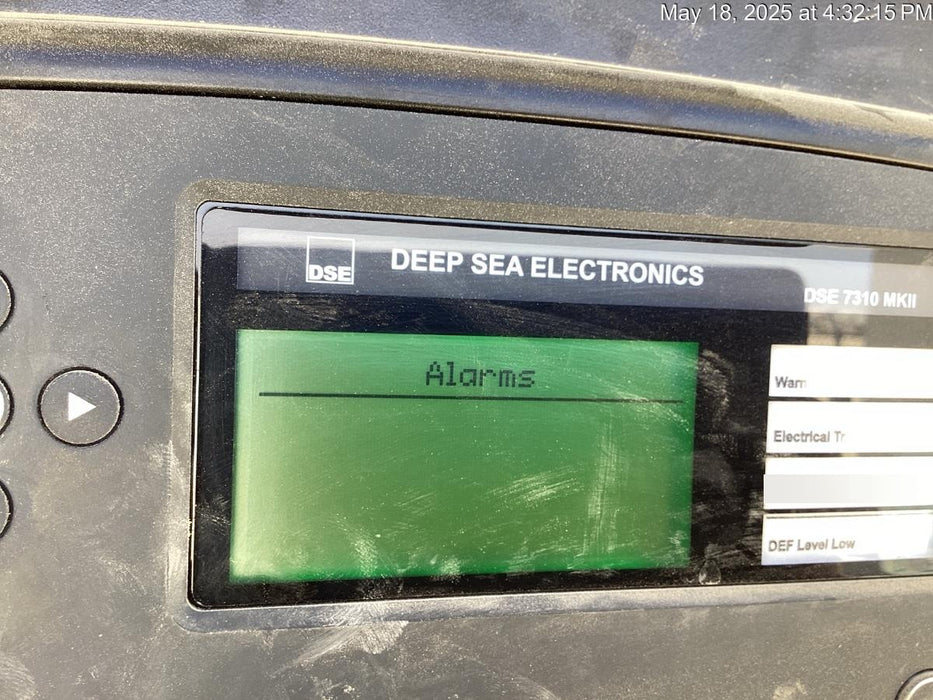 May 18, 2025 at 4:32:15 PM
DSE
DEEP SEA ELECTRONICS
DSE 7310 MKII
Alarms
Warn
Electrical Tr
DEF Level Low